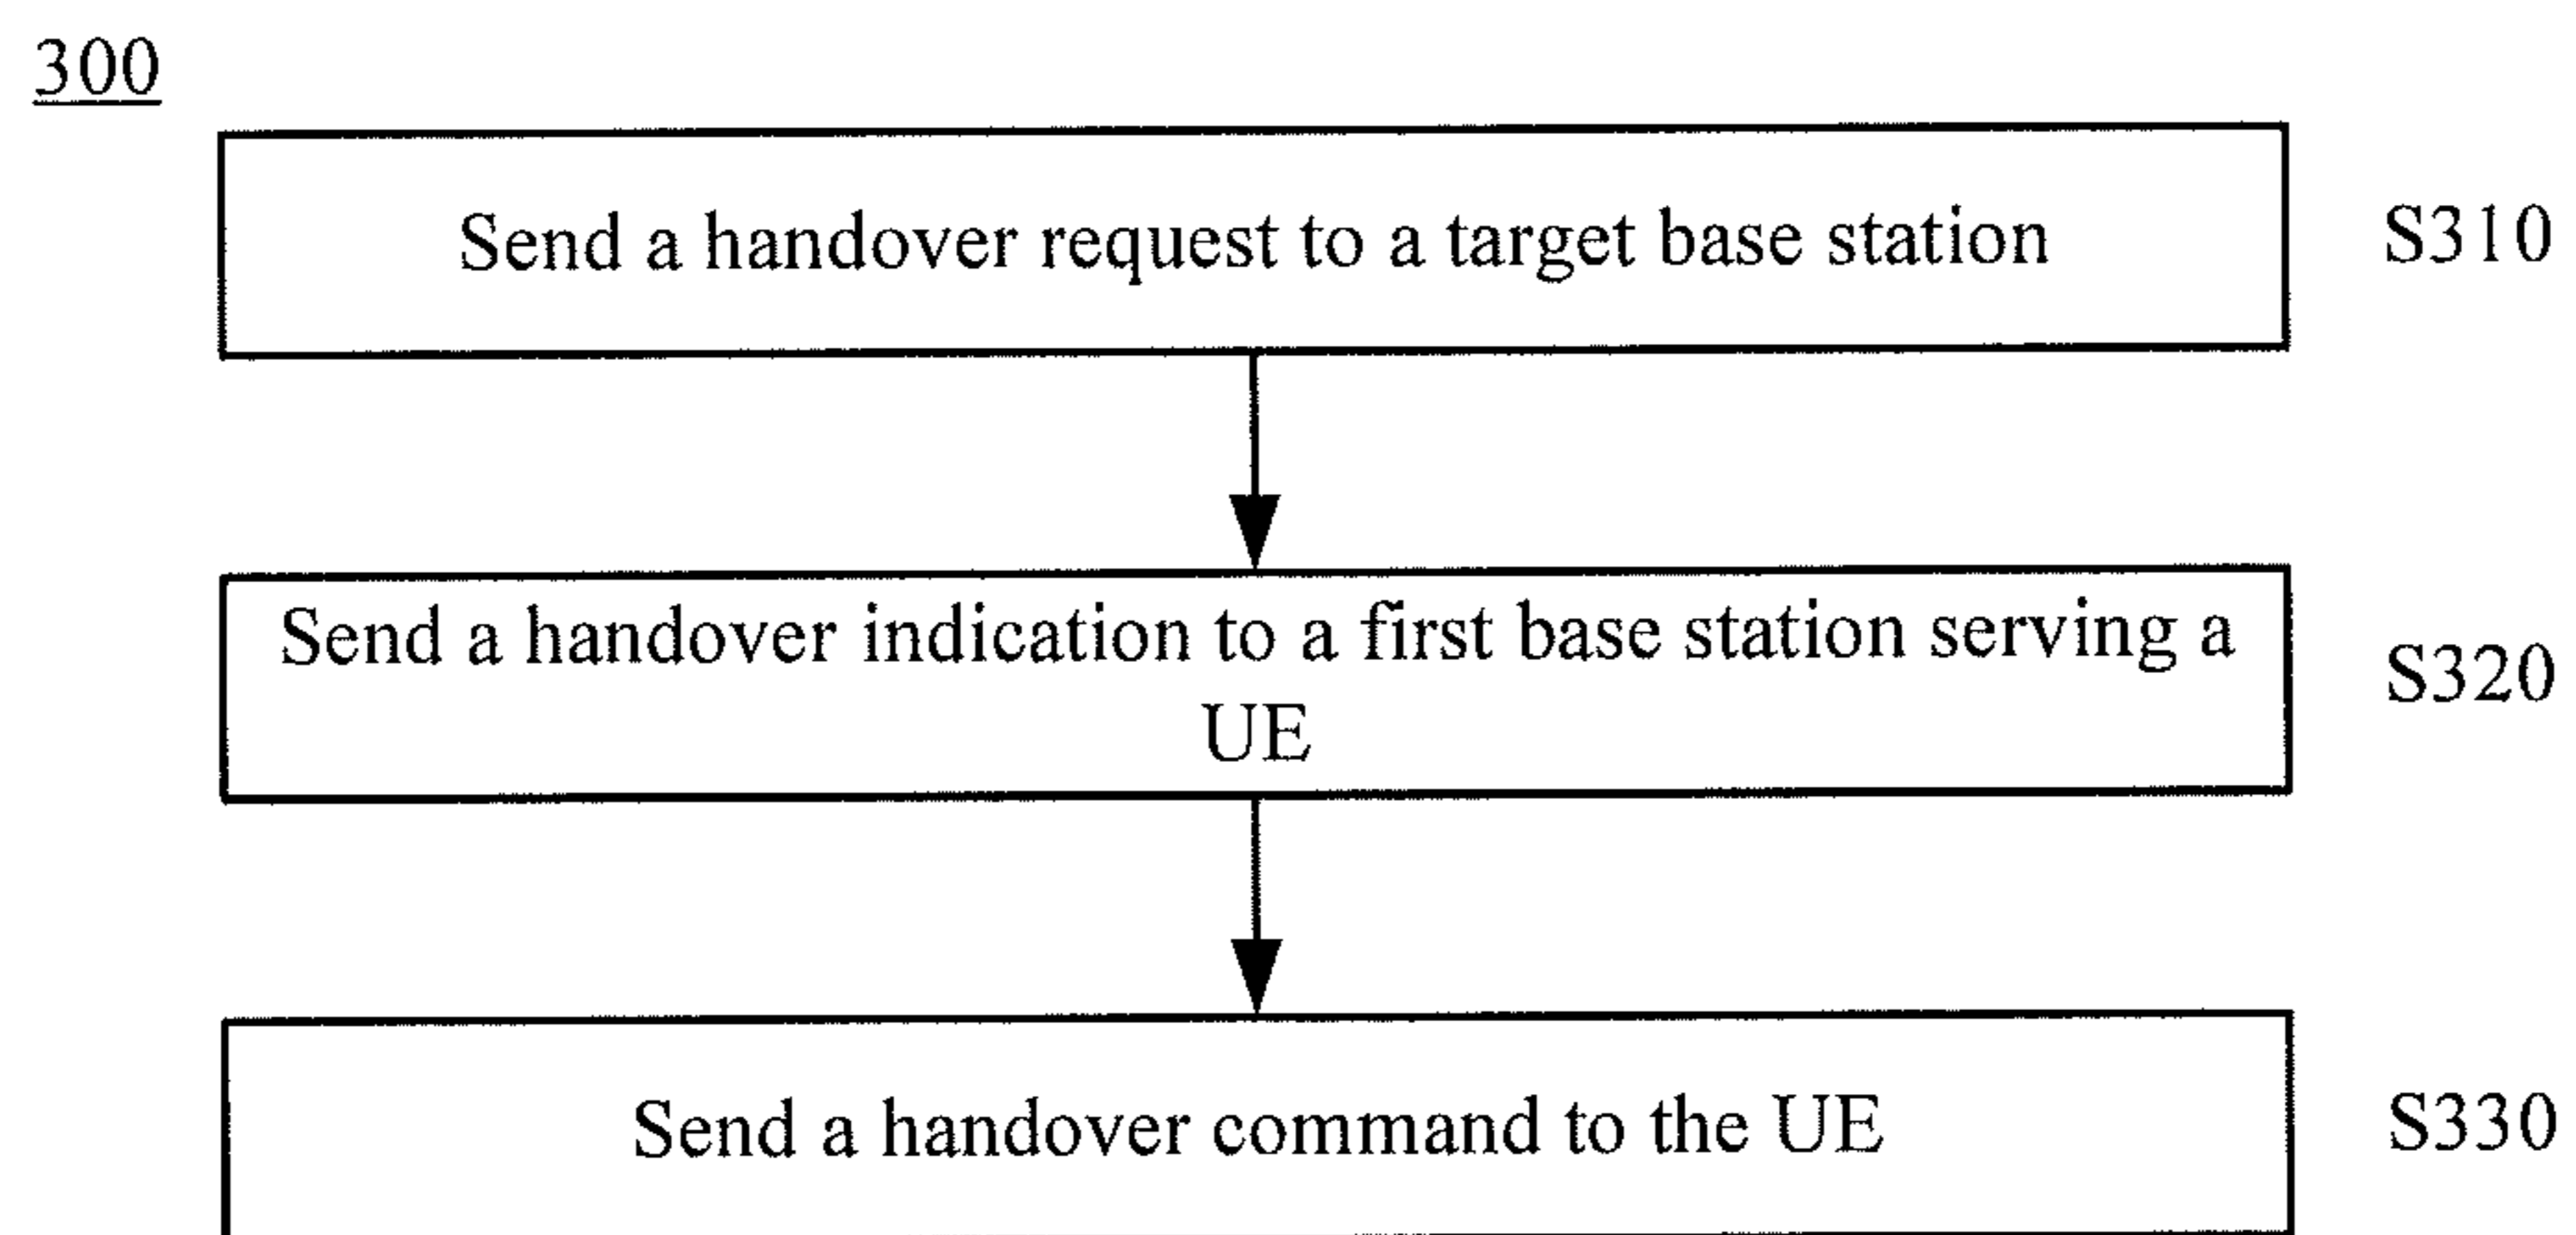 300
Send a handover request to a target base station
S310
Send a handover indication to a first base station serving a
UE
S320
Send a handover command to the UE
S330